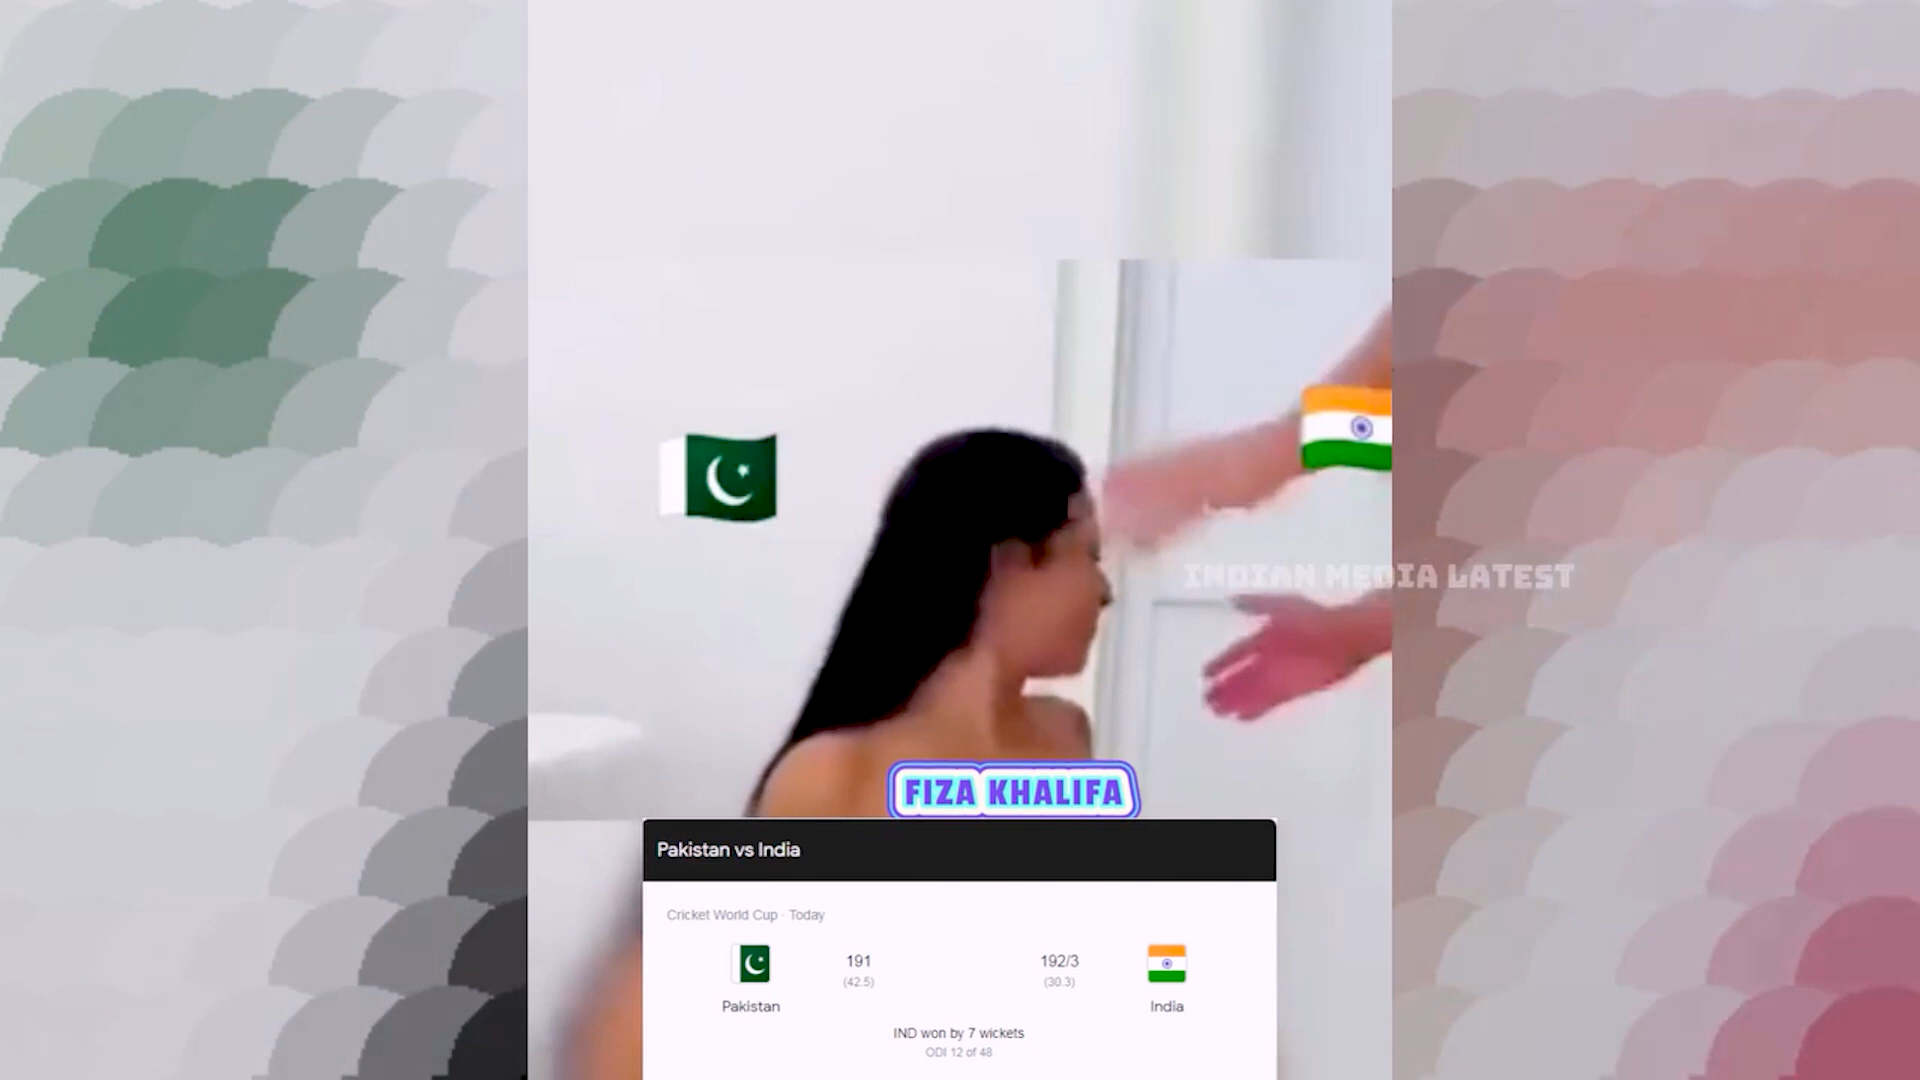 INDIAN MEDIA LATEST
FIZA KHALIFA
Pakistan vs India
Cricket World Cup · Today
191
192/3
(42.5)
(30.3)
Pakistan
India
IND won by 7 wickets
ODI 12 of 48